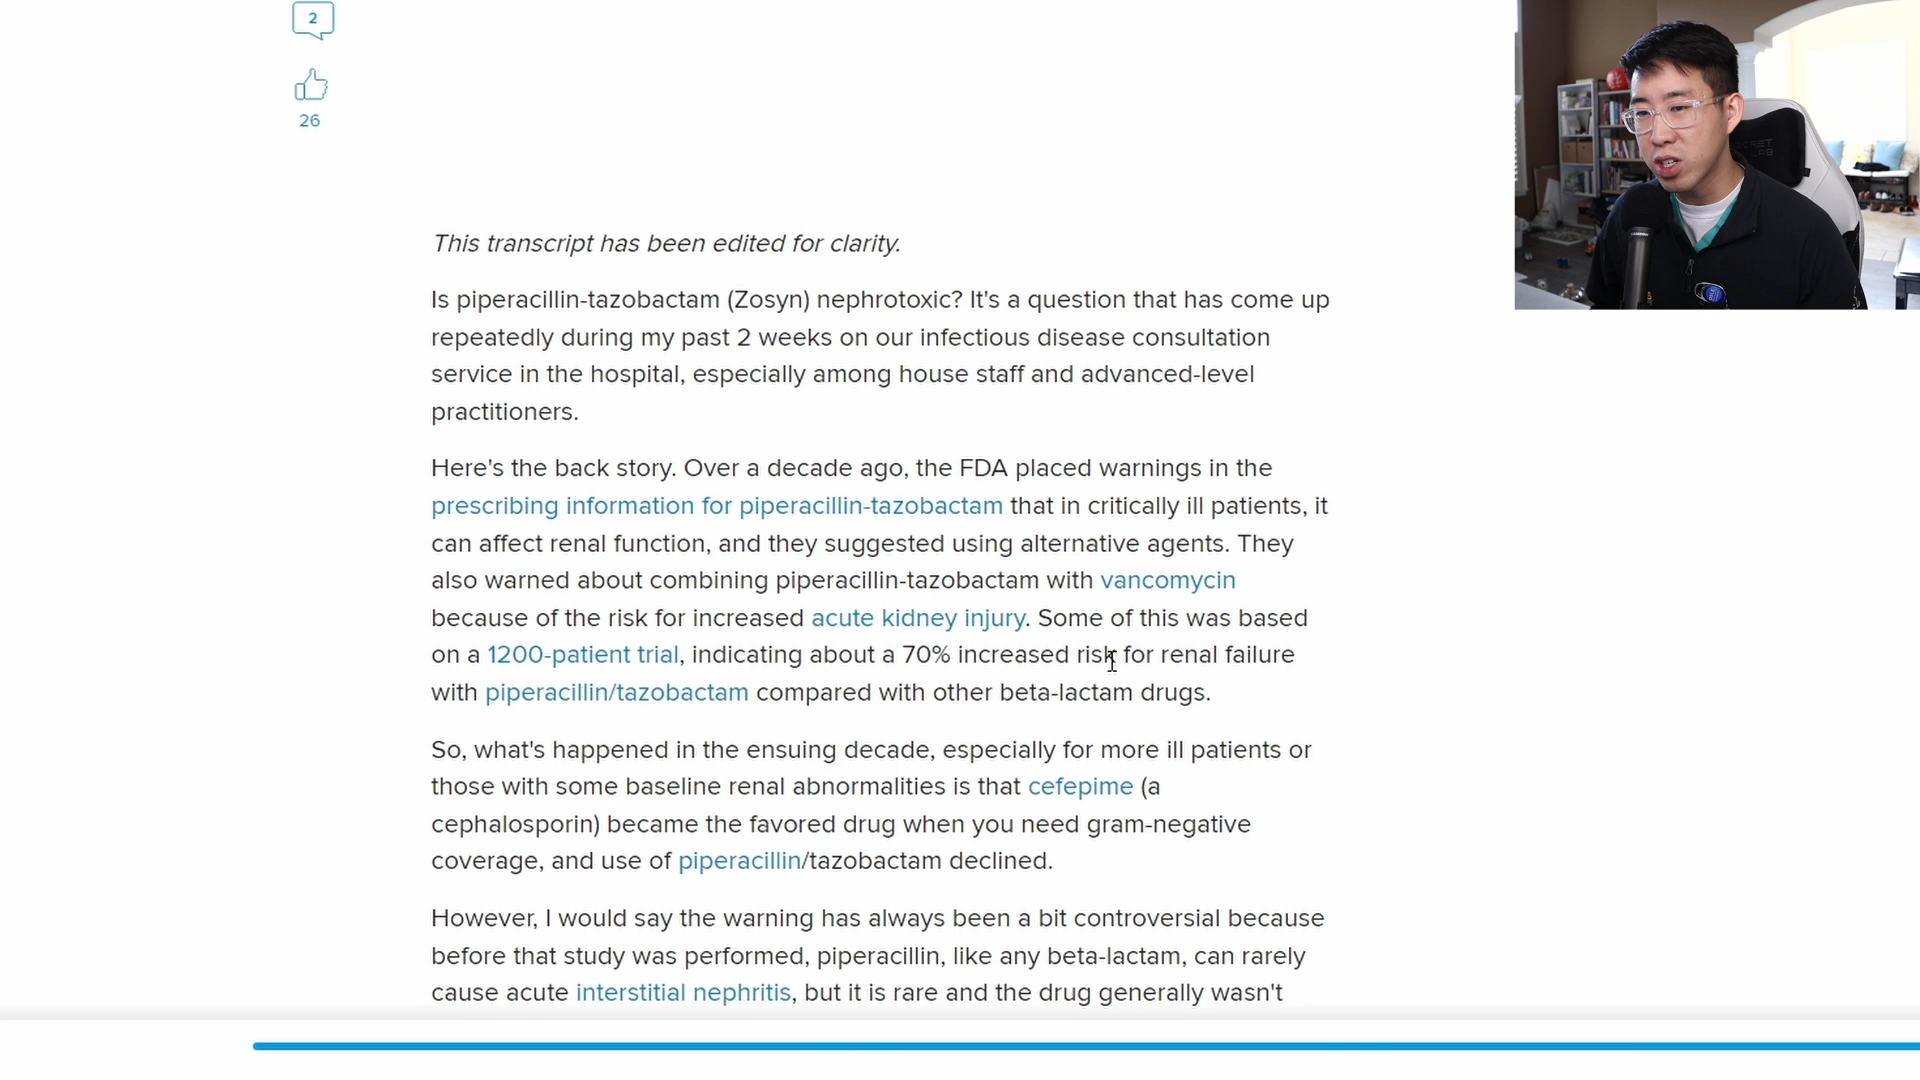 2
26
This transcript has been edited for clarity.
Is piperacillin-tazobactam (Zosyn) nephrotoxic? It's a question that has come up
repeatedly during my past 2 weeks on our infectious disease consultation
service in the hospital, especially among house staff and advanced-level
practitioners.
Here's the back story. Over a decade ago, the FDA placed warnings in the
prescribing information for piperacillin-tazobactam that in critically ill patients, it
can affect renal function, and they suggested using alternative agents. They
also warned about combining piperacillin-tazobactam with vancomycin
because of the risk for increased acute kidney injury. Some of this was based
on a 1200-patient trial, indicating about a 70% increased risk for renal failure
with piperacillin/tazobactam compared with other beta-lactam drugs.
So, what's happened in the ensuing decade, especially for more ill patients or
those with some baseline renal abnormalities is that cefepime (a
cephalosporin) became the favored drug when you need gram-negative
coverage, and use of piperacillin/tazobactam declined.
However, I would say the warning has always been a bit controversial because
before that study was performed, piperacillin, like any beta-lactam, can rarely
cause acute interstitial nephritis, but it is rare and the drug generally wasn't